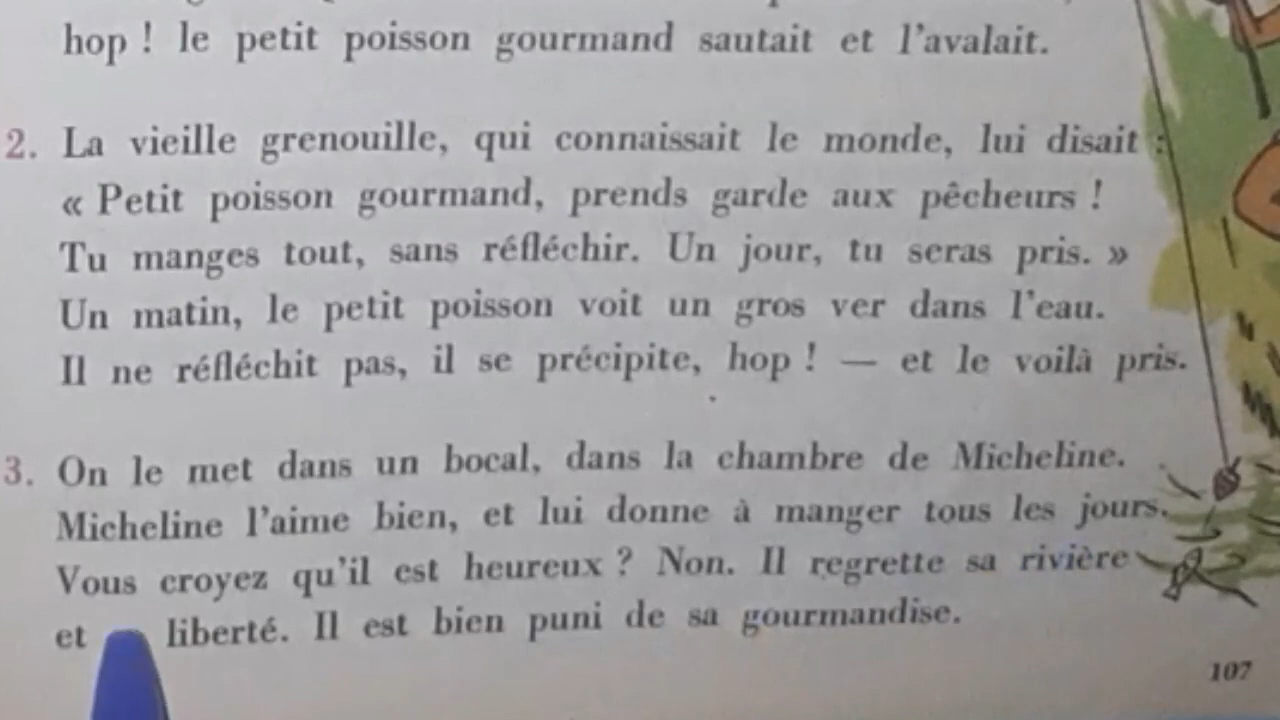 hop ! le petit poisson gourmand sautait et l'avalait.
2. La vieille grenouille, qui connaissait le monde, lui disait :
« Petit poisson gourmand, prends garde aux pêcheurs !
Tu manges tout, sans réfléchir. Un jour, tu seras pris. »
Un matin, le petit poisson voit un gros ver dans l'eau.
Il ne réfléchit pas, il se précipite, hop ! — et le voilà pris.
3. On le met dans un bocal, dans la chambre de Micheline.
Micheline l'aime bien, et lui donne à manger tous les jours.
Vous croyez qu'il est heureux ? Non. Il regrette sa rivière
et liberté. Il est bien puni de sa gourmandise.
107